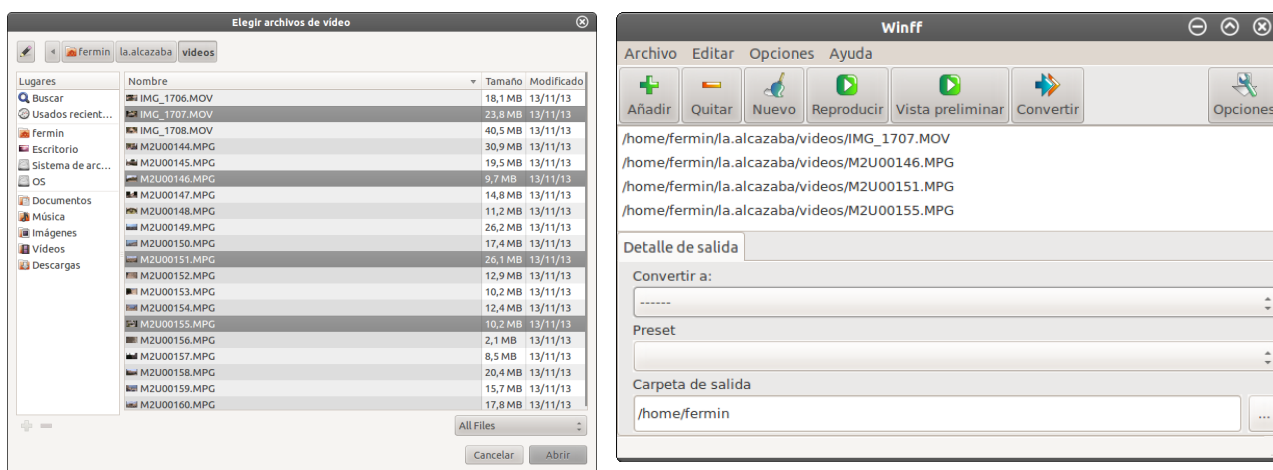 Elegir archivos de vídeo
fermin la.alcazaba videos
Lugares
Buscar
Usados recient...
fermin
Escritorio
Sistema de arc...
OS
Documentos
Música
Imágenes
Vídeos
Descargas
Nombre Tamaño Modificado
IMG_1706.MOV 18,1 MB 13/11/13
IMG_1707.MOV 23,8 MB 13/11/13
IMG_1708.MOV 40,5 MB 13/11/13
M2U00144.MPG 30,9 MB 13/11/13
M2U00145.MPG 19,5 MB 13/11/13
M2U00146.MPG 9,7 MB 13/11/13
M2U00147.MPG 14,8 MB 13/11/13
M2U00148.MPG 11,2 MB 13/11/13
M2U00149.MPG 26,2 MB 13/11/13
M2U00150.MPG 17,4 MB 13/11/13
M2U00151.MPG 26,1 MB 13/11/13
M2U00152.MPG 12,9 MB 13/11/13
M2U00153.MPG 10,2 MB 13/11/13
M2U00154.MPG 12,4 MB 13/11/13
M2U00155.MPG 10,2 MB 13/11/13
M2U00156.MPG 2,1 MB 13/11/13
M2U00157.MPG 8,5 MB 13/11/13
M2U00158.MPG 20,4 MB 13/11/13
M2U00159.MPG 15,7 MB 13/11/13
M2U00160.MPG 17,8 MB 13/11/13
All Files
Cancelar Abrir
Winff
Archivo Editar Opciones Ayuda
Añadir Quitar Nuevo Reproducir Vista preliminar Convertir Opciones
/home/fermin/la.alcazaba/videos/IMG_1707.MOV
/home/fermin/la.alcazaba/videos/M2U00146.MPG
/home/fermin/la.alcazaba/videos/M2U00151.MPG
/home/fermin/la.alcazaba/videos/M2U00155.MPG
Detalle de salida
Convertir a:
------
Preset
Carpeta de salida
/home/fermin
...